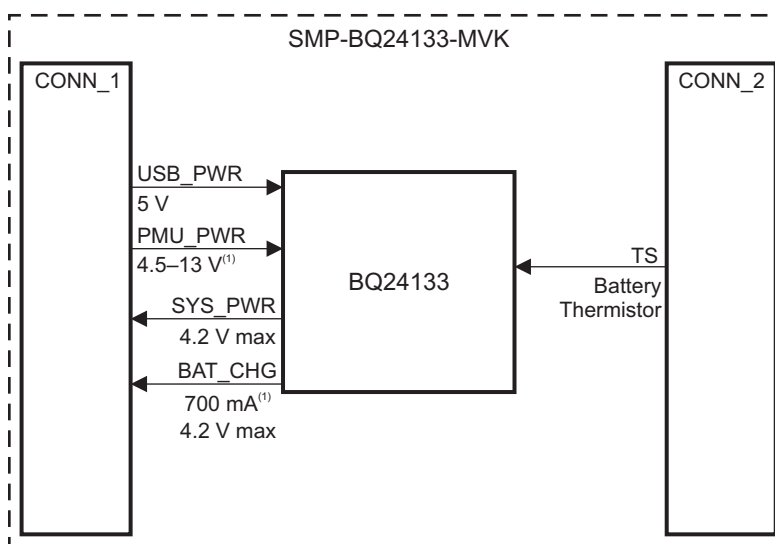 SMP-BQ24133-MVK
CONN_1
CONN_2
USB_PWR
5 V
PMU_PWR
4.5–13 V(1)
SYS_PWR
4.2 V max
BAT_CHG
700 mA(1)
4.2 V max
BQ24133
TS
Battery
Thermistor